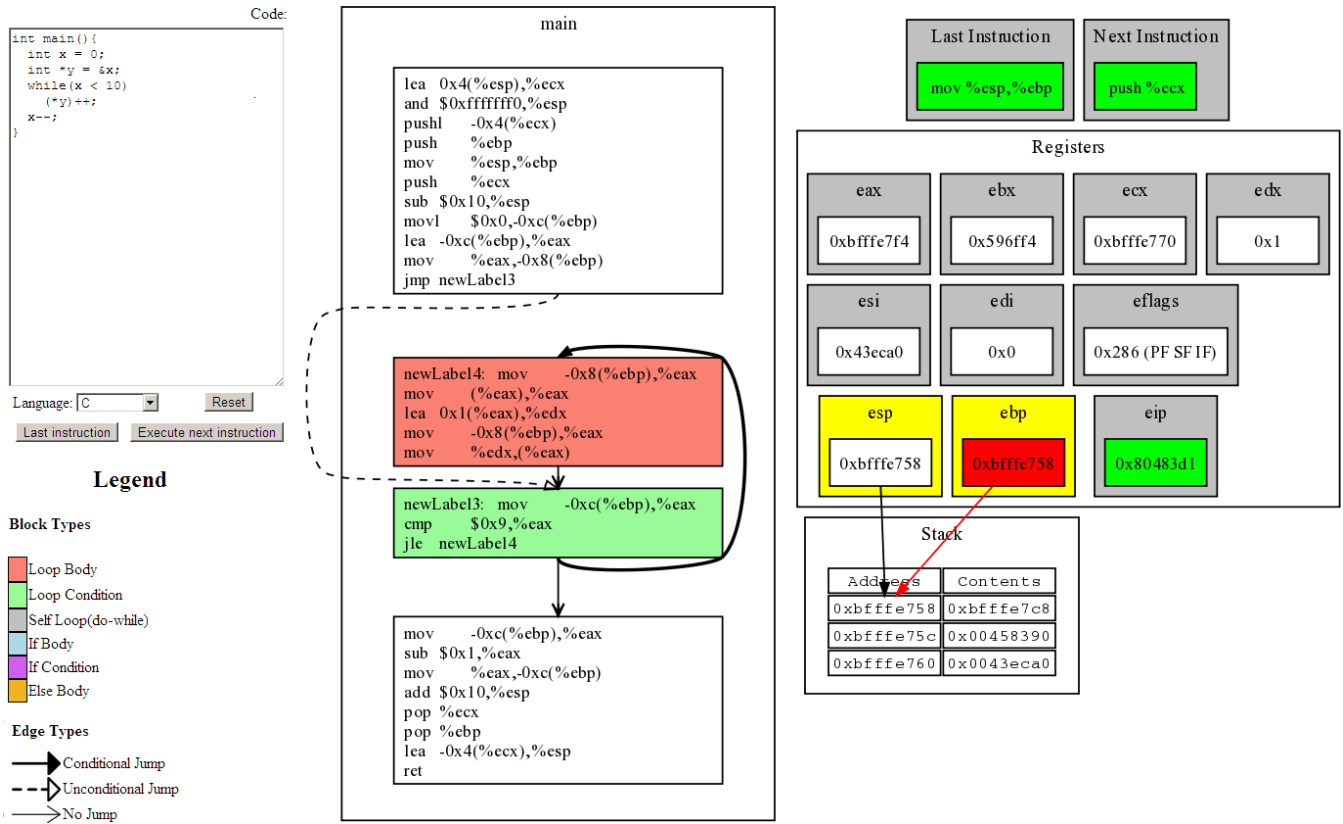 Code:
int main(){
  int x = 0;
  int *y = &x;
  while(x < 10)
    (*y)++;
  x--;
}
Language: C Reset
Last instruction Execute next instruction
Legend
Block Types
Loop Body
Loop Condition
Self Loop(do-while)
If Body
If Condition
Else Body
Edge Types
Conditional Jump
Unconditional Jump
No Jump
main
lea 0x4(%esp),%ecx
and $0xfffffff0,%esp
pushl -0x4(%ecx)
push %ebp
mov %esp,%ebp
push %ecx
sub $0x10,%esp
movl $0x0,-0xc(%ebp)
lea -0xc(%ebp),%eax
mov %eax,-0x8(%ebp)
jmp newLabel3
newLabel4: mov -0x8(%ebp),%eax
mov (%eax),%eax
lea 0x1(%eax),%edx
mov -0x8(%ebp),%eax
mov %edx,(%eax)
newLabel3: mov -0xc(%ebp),%eax
cmp $0x9,%eax
jle newLabel4
mov -0xc(%ebp),%eax
sub $0x1,%eax
mov %eax,-0xc(%ebp)
add $0x10,%esp
pop %ecx
pop %ebp
lea -0x4(%ecx),%esp
ret
Last Instruction Next Instruction
mov %esp,%ebp push %ecx
Registers
eax ebx ecx edx
0xbfffe7f4 0x596ff4 0xbfffe770 0x1
esi edi eflags
0x43eca0 0x0 0x286 (PF SF IF)
esp ebp eip
0xbfffe758 0xbfffe758 0x80483d1
Stack
Address Contents
0xbfffe758 0xbfffe7c8
0xbfffe75c 0x00458390
0xbfffe760 0x0043eca0